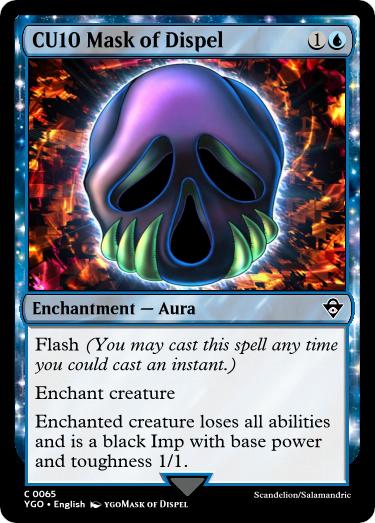 CU10 Mask of Dispel 1
Enchantment — Aura
Flash (You may cast this spell any time
you could cast an instant.)
Enchant creature
Enchanted creature loses all abilities
and is a black Imp with base power
and toughness 1/1.
C 0065
YGO • English ygoMask of Dispel
Scandelion/Salamandric